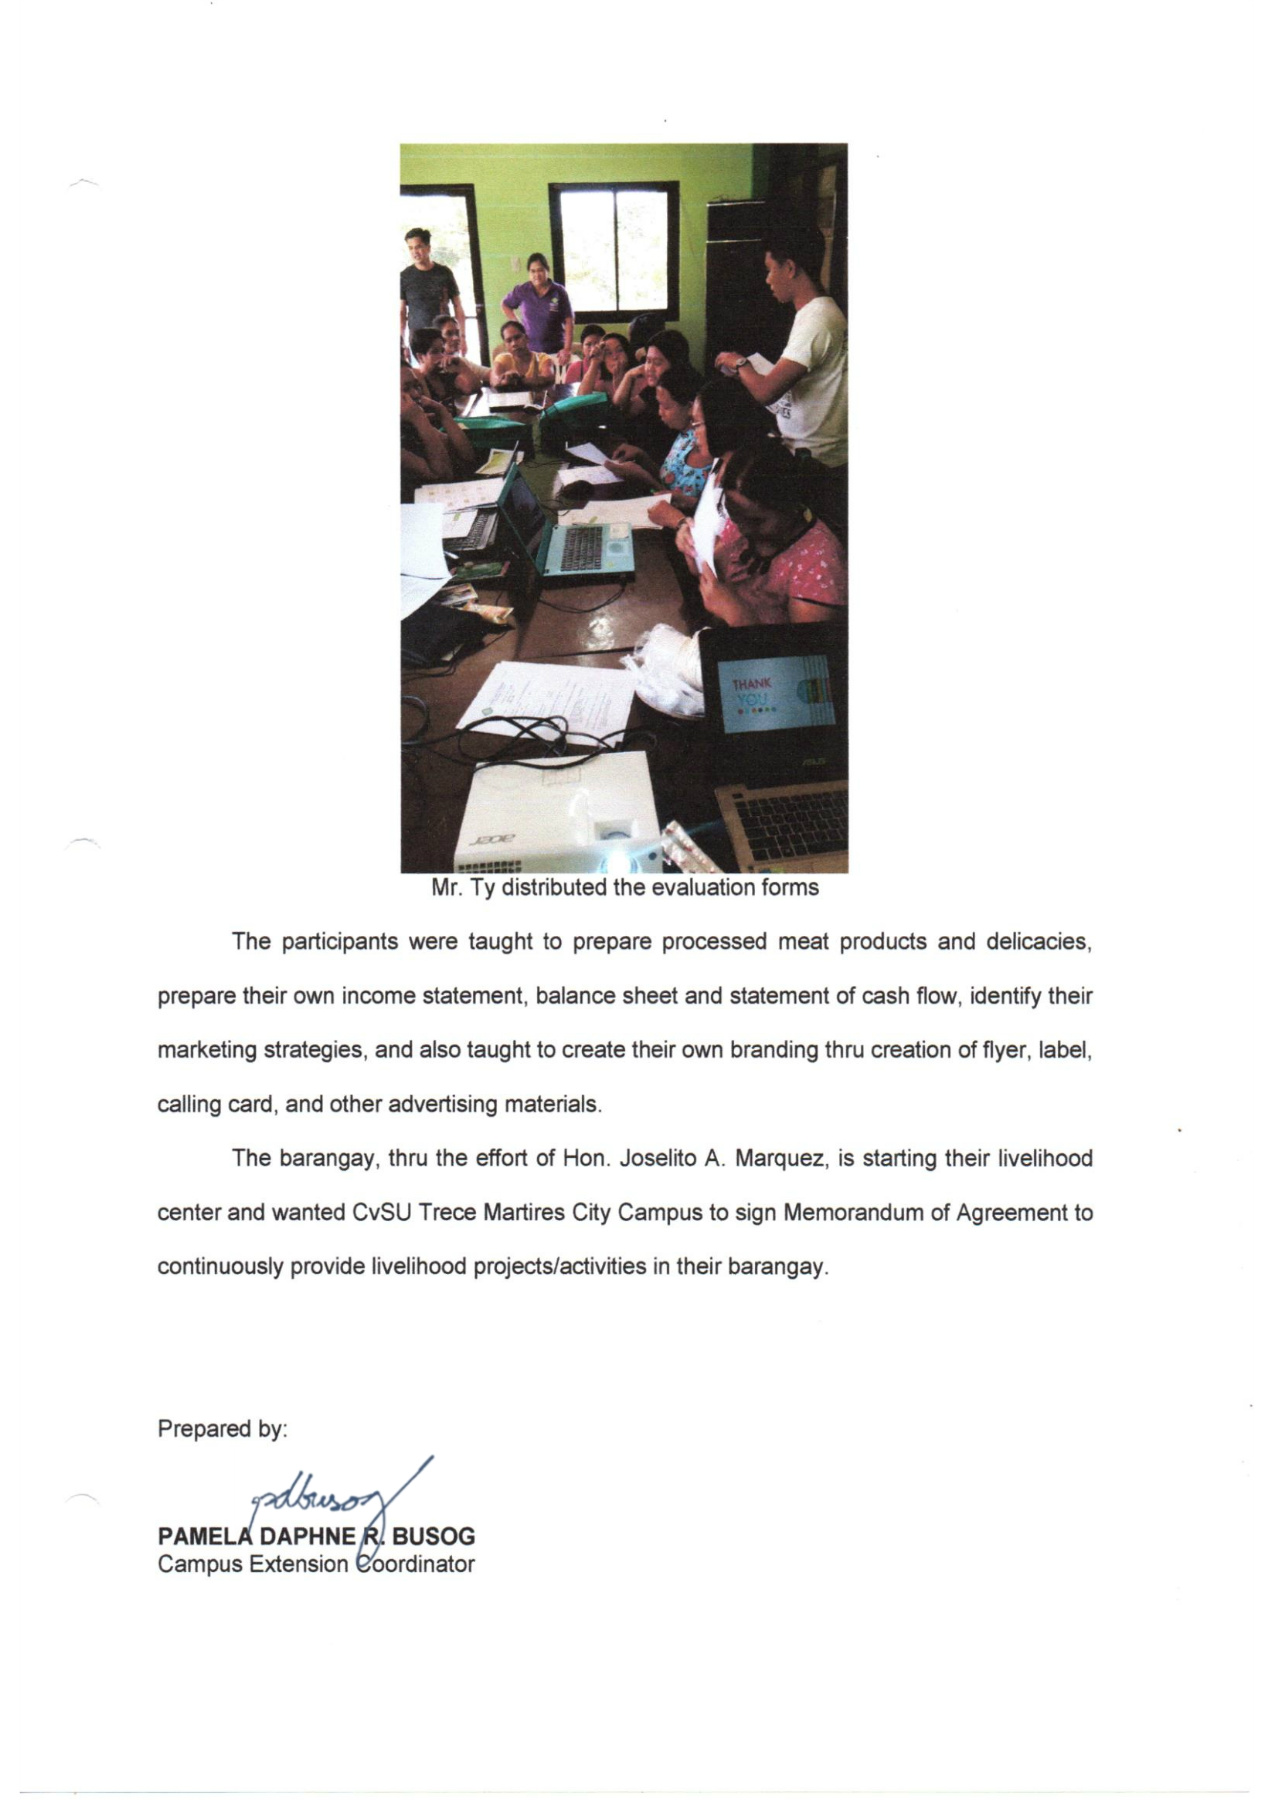 THANK
YOU
ASUS
acer
Mr. Ty distributed the evaluation forms
The participants were taught to prepare processed meat products and delicacies,
prepare their own income statement, balance sheet and statement of cash flow, identify their
marketing strategies, and also taught to create their own branding thru creation of flyer, label,
calling card, and other advertising materials.
The barangay, thru the effort of Hon. Joselito A. Marquez, is starting their livelihood
center and wanted CvSU Trece Martires City Campus to sign Memorandum of Agreement to
continuously provide livelihood projects/activities in their barangay.
Prepared by:
pdbusog
PAMELA DAPHNE R. BUSOG
Campus Extension Coordinator